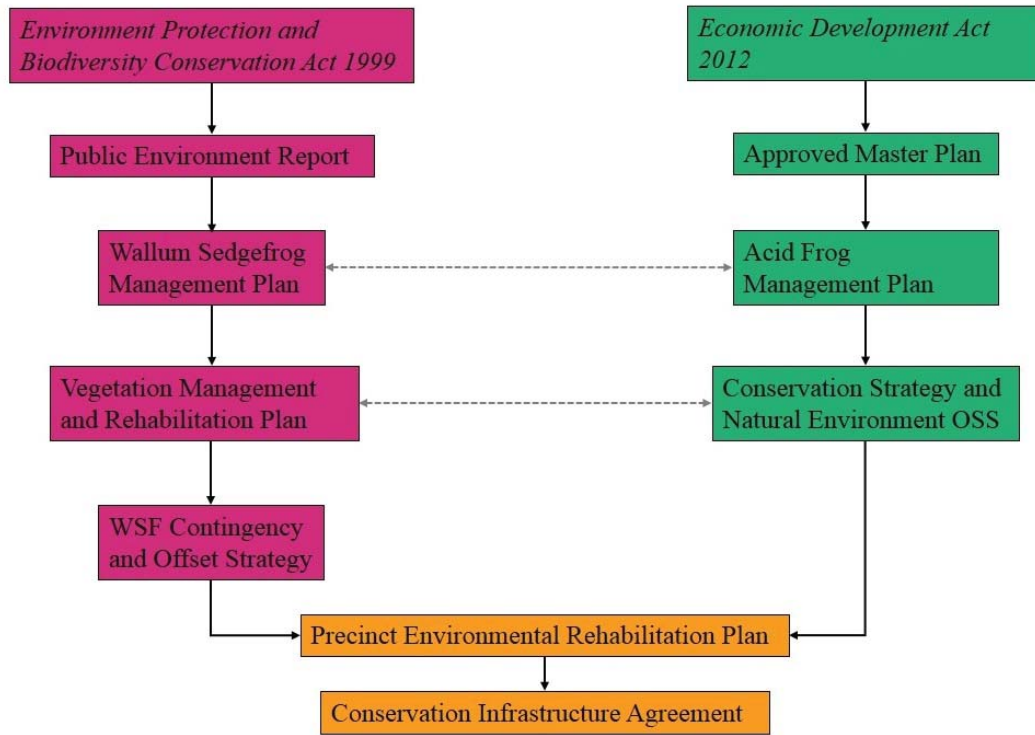 Environment Protection and
Biodiversity Conservation Act 1999
Economic Development Act
2012
Public Environment Report
Approved Master Plan
Wallum Sedgefrog
Management Plan
Acid Frog
Management Plan
Vegetation Management
and Rehabilitation Plan
Conservation Strategy and
Natural Environment OSS
WSF Contingency
and Offset Strategy
Precinct Environmental Rehabilitation Plan
Conservation Infrastructure Agreement